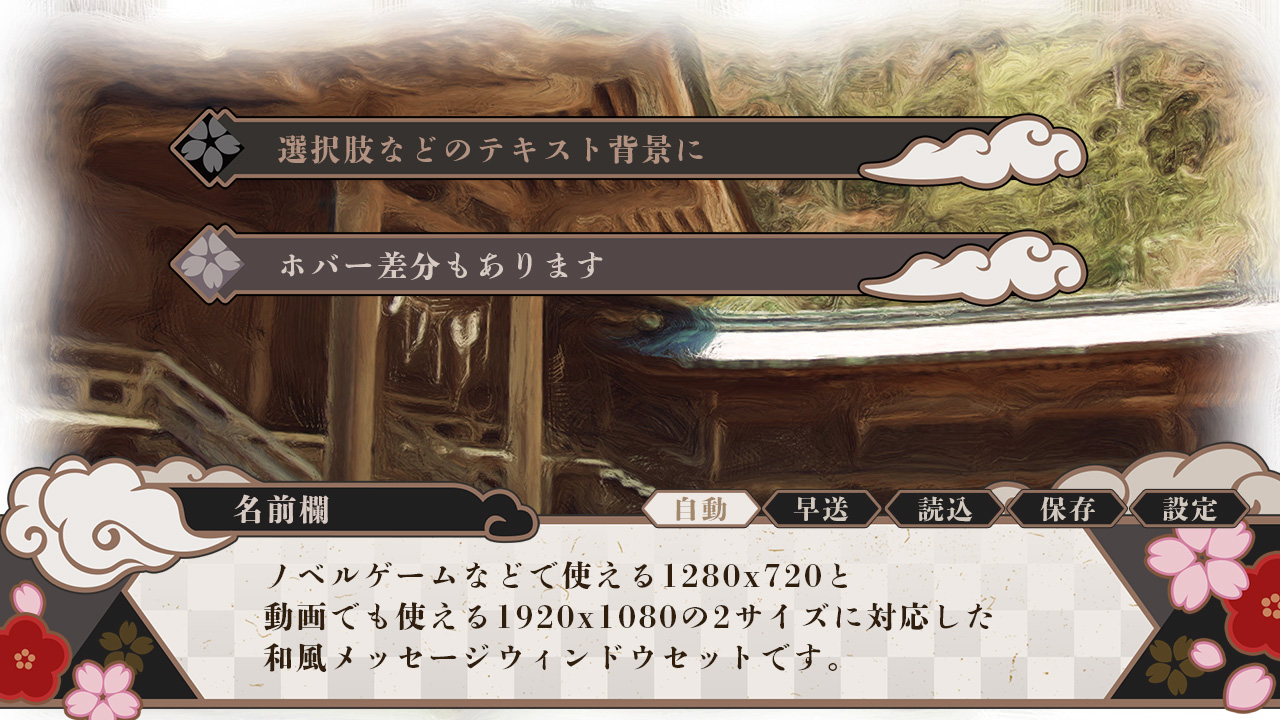 選択肢などのテキスト背景に
ホバー差分もあります
名前欄
自動 早送 読込 保存 設定
ノベルゲームなどで使える1280x720と
動画でも使える1920x1080の2サイズに対応した
和風メッセージウィンドウセットです。